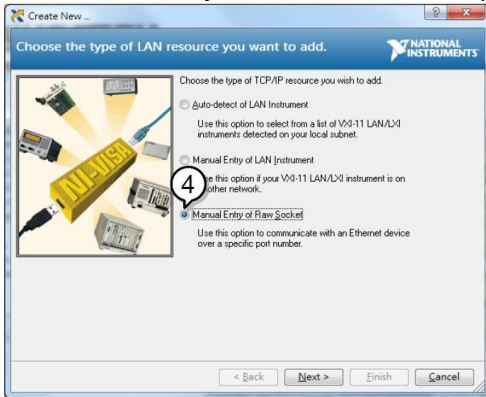 Create New ...
Choose the type of LAN resource you want to add.
NATIONAL
INSTRUMENTS
Choose the type of TCP/IP resource you wish to add.
Auto-detect of LAN Instrument
Use this option to select from a list of VXI-11 LAN/LXI
instruments detected on your local subnet.
Manual Entry of LAN Instrument
this option if your VXI-11 LAN/LXI instrument is on
another network.
4
Manual Entry of Raw Socket
Use this option to communicate with an Ethernet device
over a specific port number.
NI-VISA
< Back
Next >
Finish
Cancel